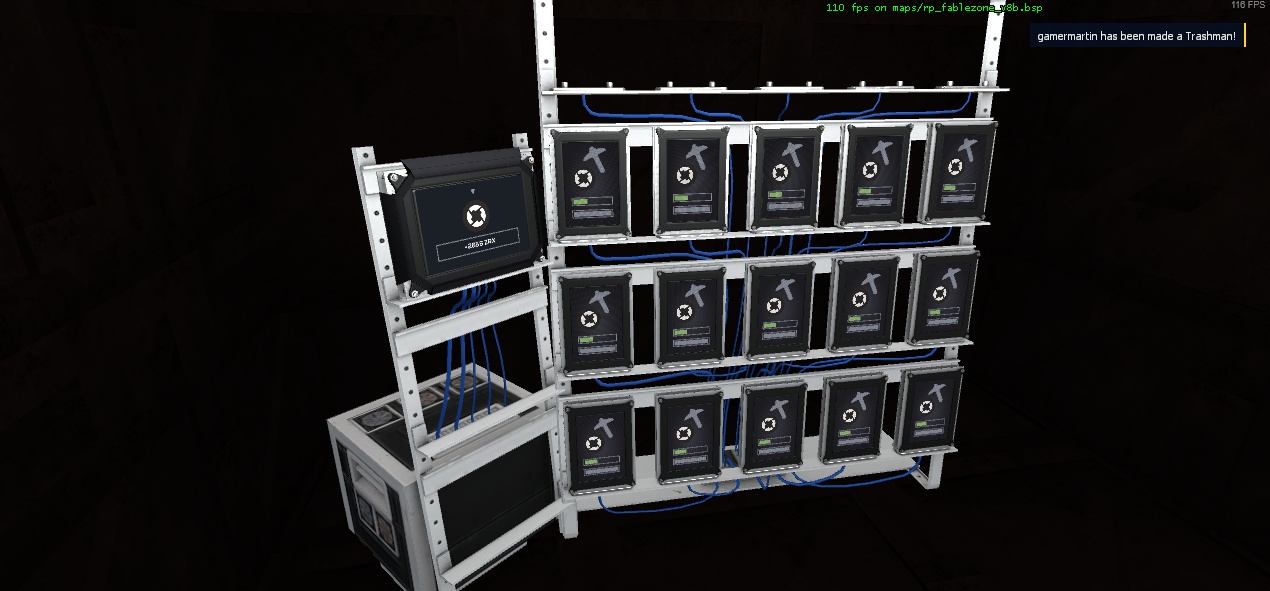 110 fps on maps/rp_fablezone_v8b.bsp
116 FPS
gamermartin has been made a Trashman!